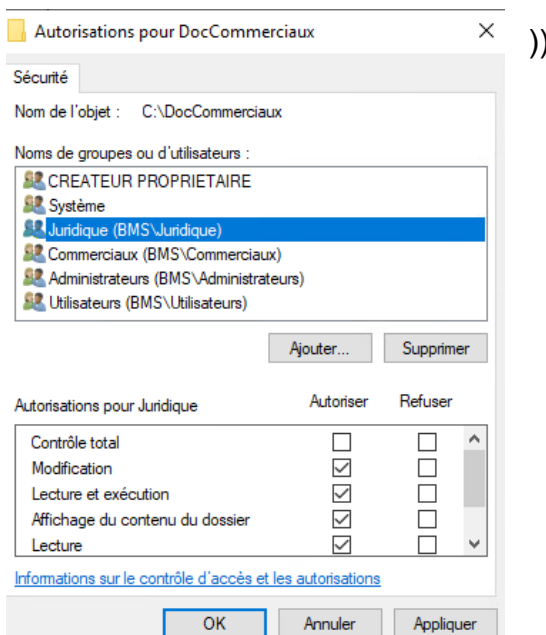 Autorisations pour DocCommerciaux
))
Sécurité
Nom de l'objet : C:\DocCommerciaux
Noms de groupes ou d'utilisateurs :
CREATEUR PROPRIETAIRE
Système
Juridique (BMS\Juridique)
Commerciaux (BMS\Commerciaux)
Administrateurs (BMS\Administrateurs)
Utilisateurs (BMS\Utilisateurs)
Ajouter... Supprimer
Autorisations pour Juridique Autoriser Refuser
Contrôle total
Modification
Lecture et exécution
Affichage du contenu du dossier
Lecture
Informations sur le contrôle d'accès et les autorisations
OK Annuler Appliquer